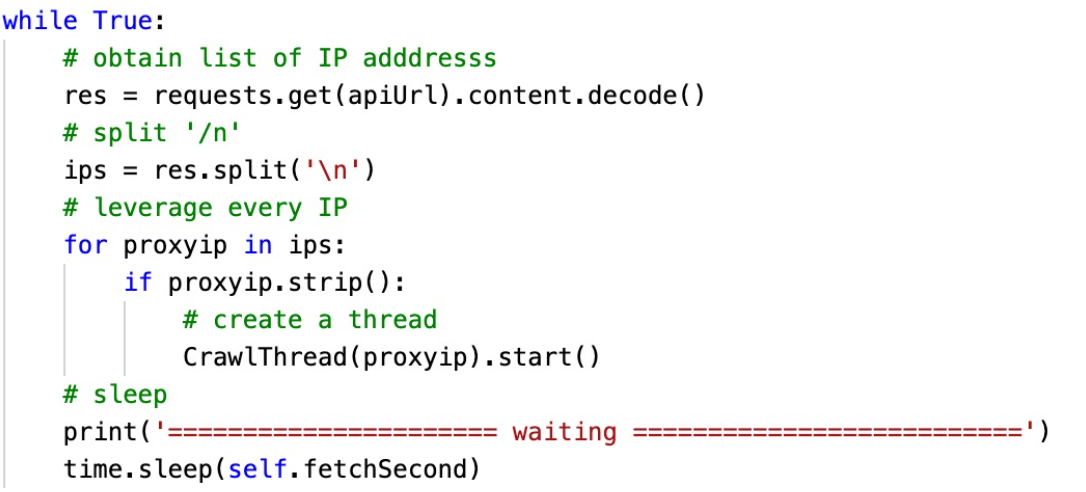 while True:
    # obtain list of IP adddresss
    res = requests.get(apiUrl).content.decode()
    # split '/n'
    ips = res.split('\n')
    # leverage every IP
    for proxyip in ips:
        if proxyip.strip():
            # create a thread
            CrawlThread(proxyip).start()
    # sleep
    print('====================== waiting ==========================')
    time.sleep(self.fetchSecond)